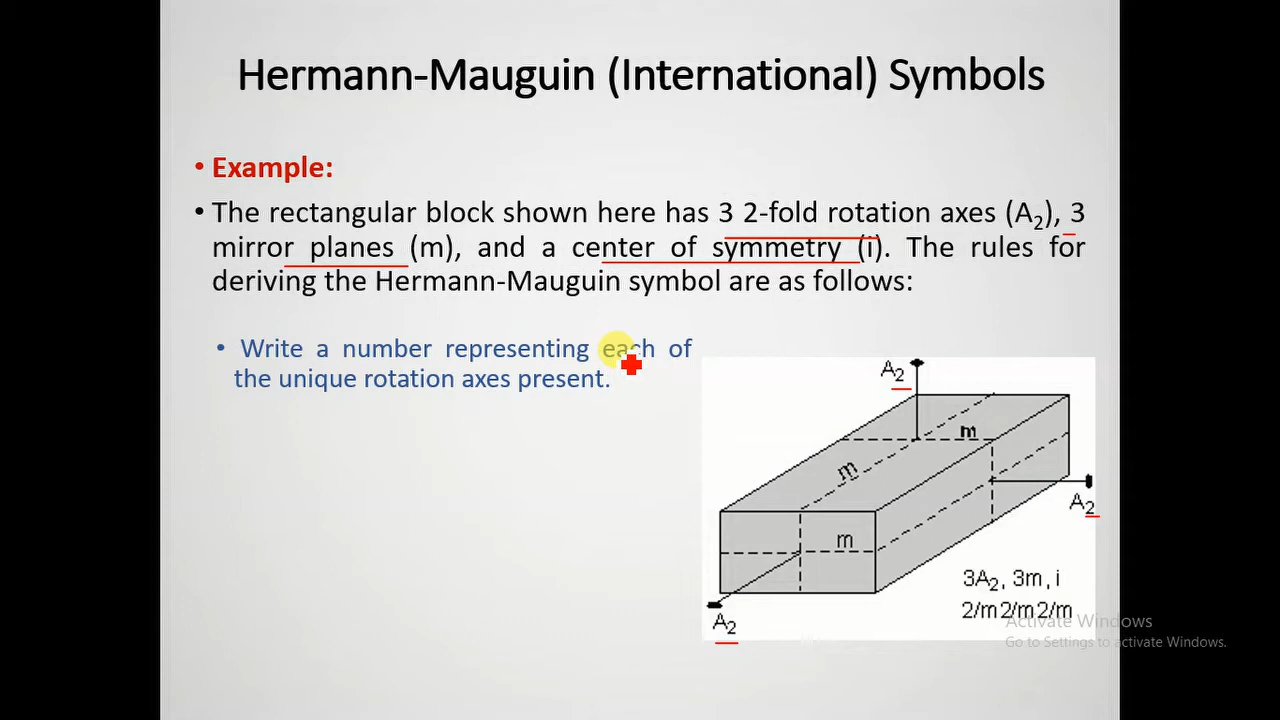 Hermann-Mauguin (International) Symbols
• Example:
• The rectangular block shown here has 3 2-fold rotation axes (A₂), 3
mirror planes (m), and a center of symmetry (i). The rules for
deriving the Hermann-Mauguin symbol are as follows:
• Write a number representing each of
the unique rotation axes present.
A₂
m
m
A₂
m
3A₂, 3m, i
2/m2/m2/m
A₂
Activate Windows
Go to Settings to activate Windows.